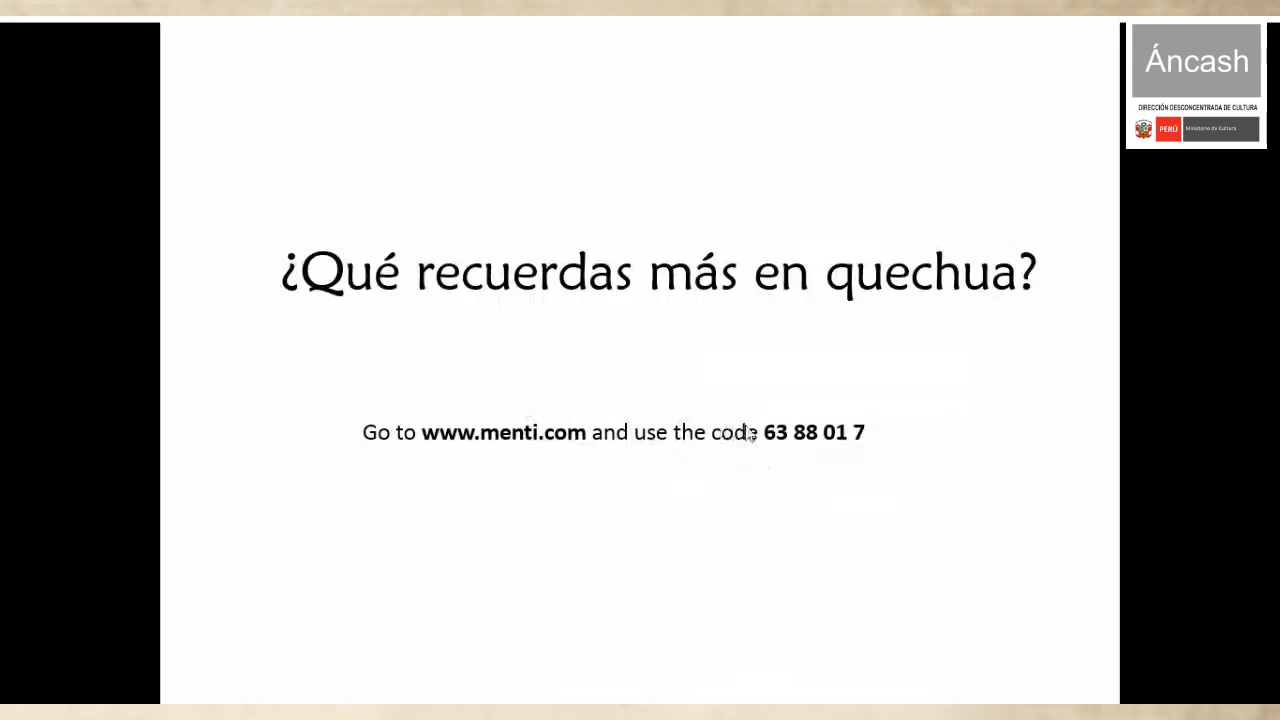 Áncash
DIRECCIÓN DESCONCENTRADA DE CULTURA
PERÚ
Ministerio de Cultura
¿Qué recuerdas más en quechua?
Go to www.menti.com and use the code 63 88 01 7